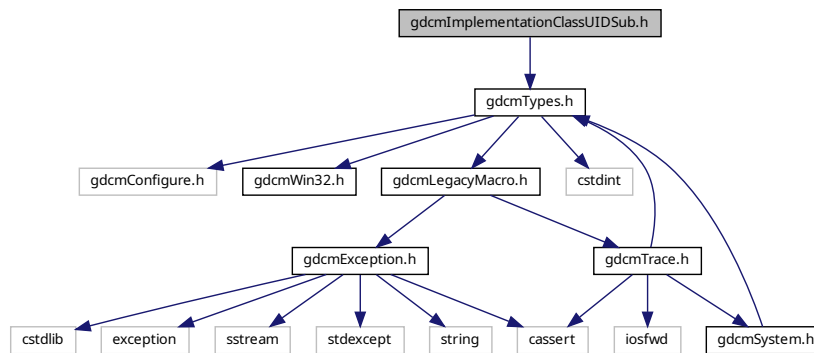 gdcmImplementationClassUIDSub.h
gdcmTypes.h
gdcmConfigure.h
gdcmWin32.h
gdcmLegacyMacro.h
cstdint
gdcmException.h
gdcmTrace.h
cstdlib
exception
sstream
stdexcept
string
cassert
iosfwd
gdcmSystem.h